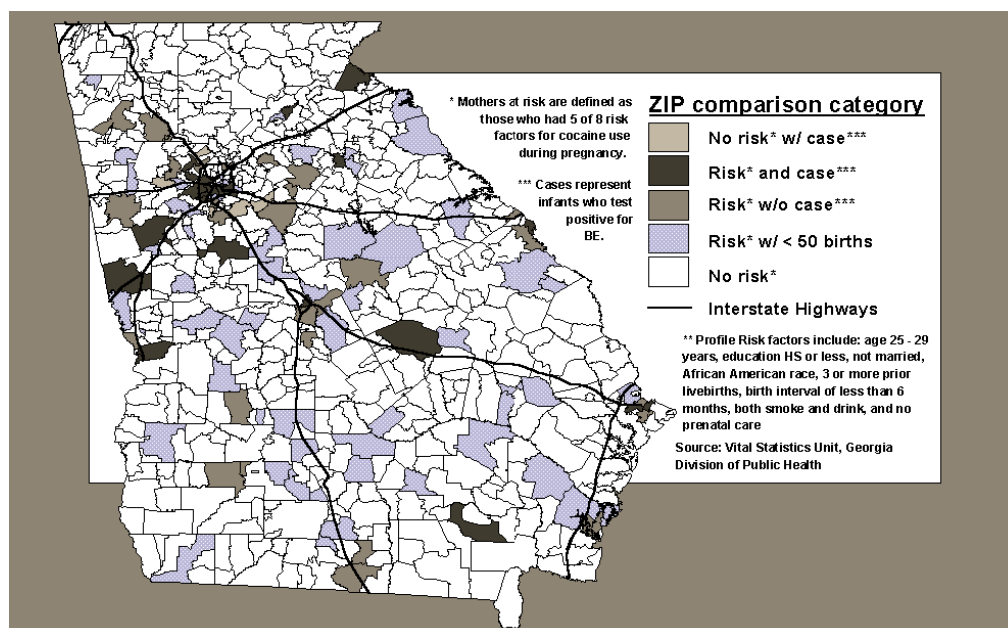 * Mothers at risk are defined as
those who had 5 of 8 risk
factors for cocaine use
during pregnancy.
*** Cases represent
infants who test
positive for
BE.
ZIP comparison category
No risk* w/ case***
Risk* and case***
Risk* w/o case***
Risk* w/ < 50 births
No risk*
Interstate Highways
** Profile Risk factors include: age 25 - 29
years, education HS or less, not married,
African American race, 3 or more prior
livebirths, birth interval of less than 6
months, both smoke and drink, and no
prenatal care
Source: Vital Statistics Unit, Georgia
Division of Public Health